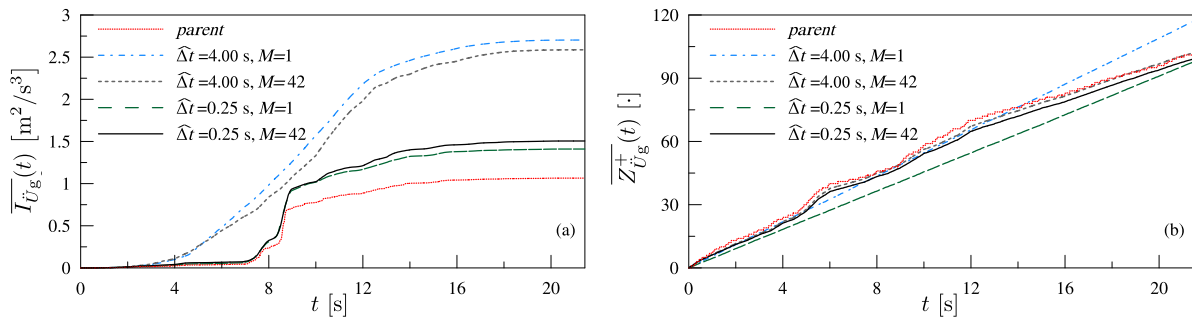 3
2.5
2
1.5
1
0.5
0
0 4 8 12 16 20
t [s]
I_Üg(t) [m²/s³]
parent
Δ̂t =4.00 s, M=1
Δ̂t =4.00 s, M=42
Δ̂t =0.25 s, M=1
Δ̂t =0.25 s, M=42
(a)
120
90
60
30
0
0 4 8 12 16 20
t [s]
Z⁺_Üg(t) [·]
parent
Δ̂t =4.00 s, M=1
Δ̂t =4.00 s, M=42
Δ̂t =0.25 s, M=1
Δ̂t =0.25 s, M=42
(b)